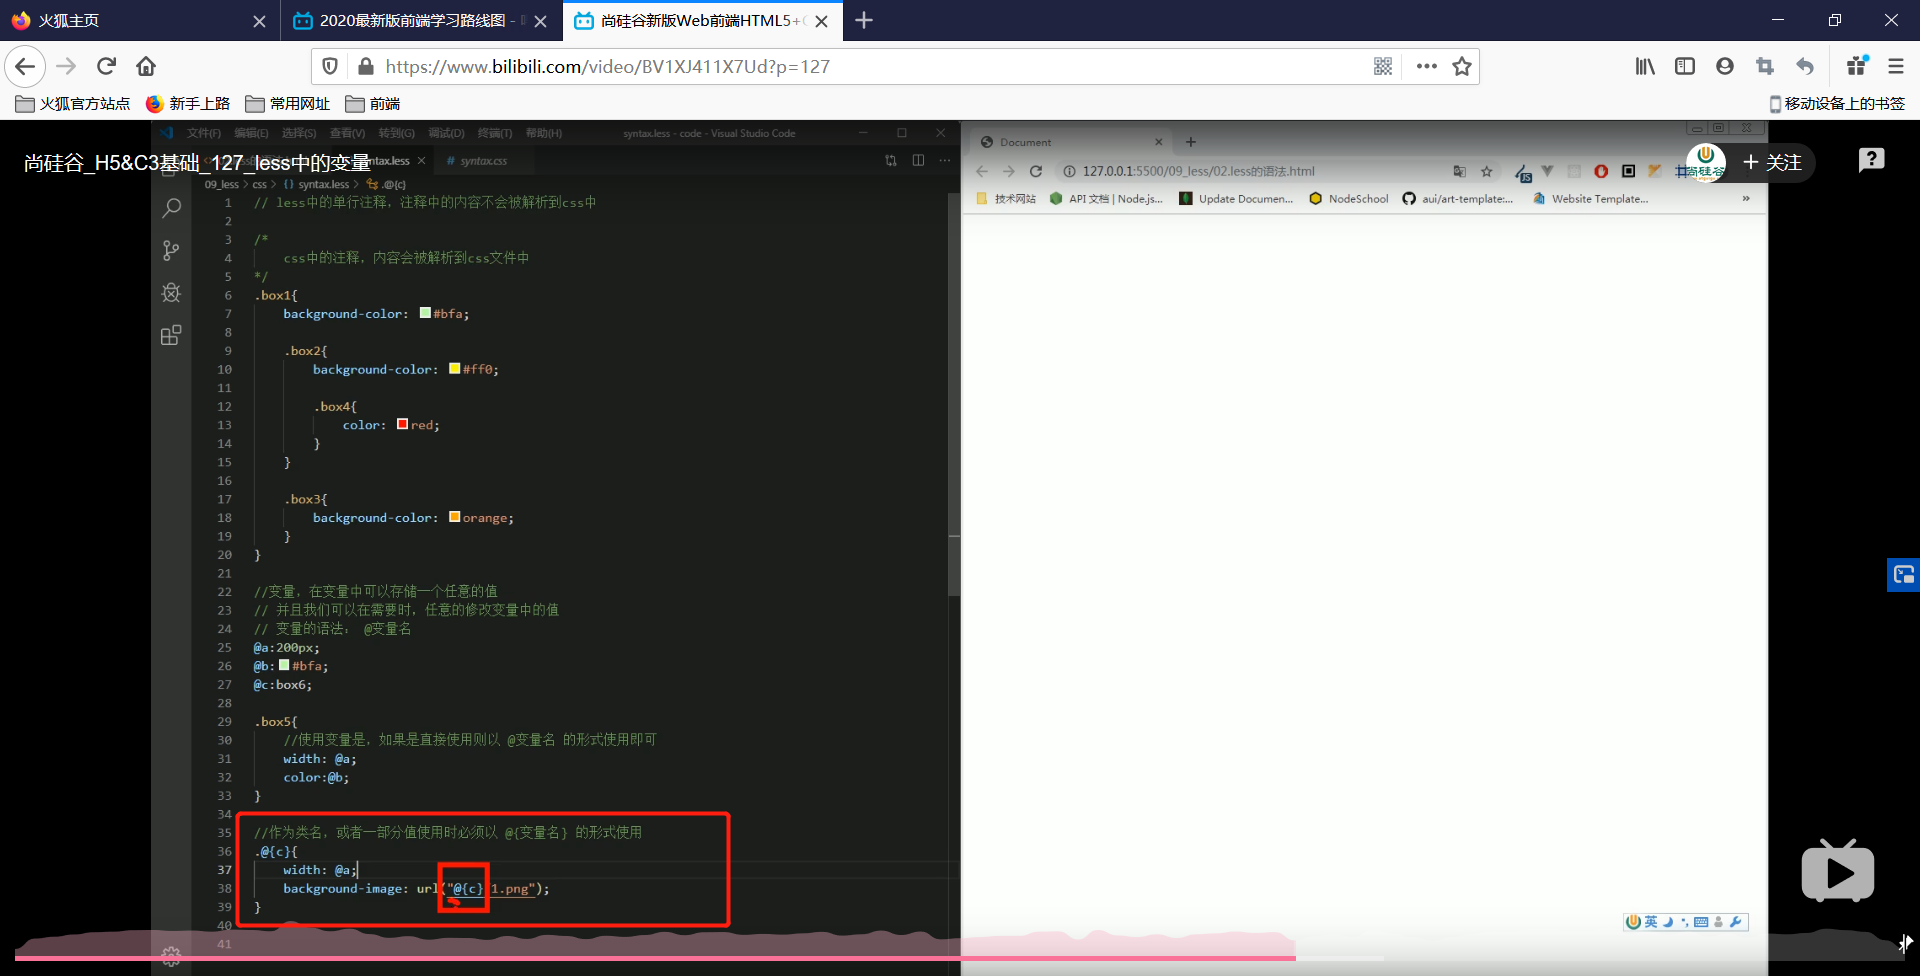 火狐主页
2020最新版前端学习路线图 -
尚硅谷新版Web前端HTML5+
https://www.bilibili.com/video/BV1XJ411X7Ud?p=127
火狐官方站点 新手上路 常用网址 前端 移动设备上的书签
文件(F) 编辑(E) 选择(S) 查看(V) 转到(G) 调试(D) 终端(T) 帮助(H) syntax.less - code - Visual Studio Code
尚硅谷_H5&C3基础_127_less中的变量
ntax.less # syntax.css
09_less > css > {} syntax.less > .@{c}
1 // less中的单行注释，注释中的内容不会被解析到css中
2
3 /*
4 css中的注释，内容会被解析到css文件中
5 */
6 .box1{
7 background-color: #bfa;
8
9 .box2{
10 background-color: #ff0;
11
12 .box4{
13 color: red;
14 }
15 }
16
17 .box3{
18 background-color: orange;
19 }
20 }
21
22 //变量，在变量中可以存储一个任意的值
23 // 并且我们可以在需要时，任意的修改变量中的值
24 // 变量的语法： @变量名
25 @a:200px;
26 @b: #bfa;
27 @c:box6;
28
29 .box5{
30 //使用变量是，如果是直接使用则以 @变量名 的形式使用即可
31 width: @a;
32 color:@b;
33 }
34
35 //作为类名，或者一部分值使用时必须以 @{变量名} 的形式使用
36 .@{c}{
37 width: @a;
38 background-image: url("@{c} 1.png");
39 }
40
41
Document
127.0.0.1:5500/09_less/02.less的语法.html
技术网站 API 文档 | Node.js... Update Documen... NodeSchool aui/art-template:... Website Template... »
尚硅谷
+ 关注
英